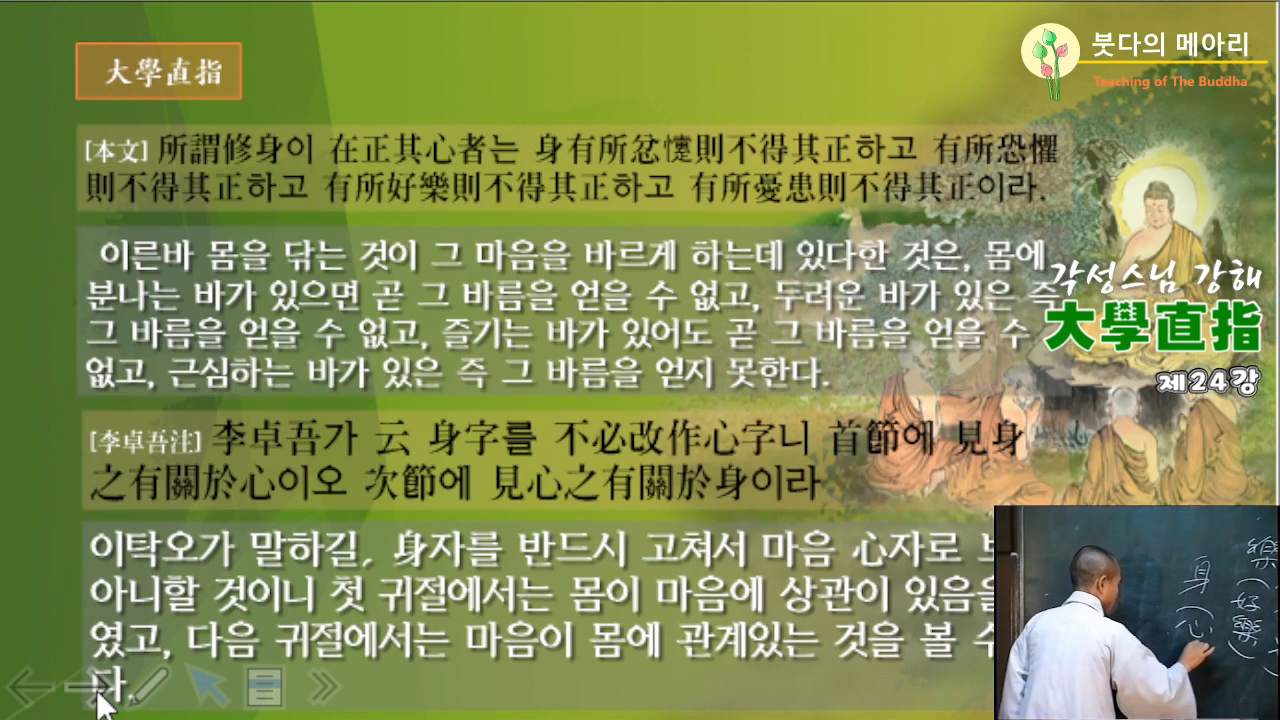 大學直指
붓다의 메아리
Teaching of The Buddha
[本文] 所謂修身이 在正其心者는 身有所忿懥則不得其正하고 有所恐懼
則不得其正하고 有所好樂則不得其正하고 有所憂患則不得其正이라.
이른바 몸을 닦는 것이 그 마음을 바르게 하는데 있다한 것은, 몸에
분나는 바가 있으면 곧 그 바름을 얻을 수 없고, 두려운 바가 있은 즉
그 바름을 얻을 수 없고, 즐기는 바가 있어도 곧 그 바름을 얻을 수
없고, 근심하는 바가 있은 즉 그 바름을 얻지 못한다.
각성스님 강해
大學直指
제24강
[李卓吾注] 李卓吾가 云 身字를 不必改作心字니 首節에 見身
之有關於心이오 次節에 見心之有關於身이라
이탁오가 말하길, 身자를 반드시 고쳐서 마음 心자로
아니할 것이니 첫 귀절에서는 몸이 마음에 상관이 있음을
였고, 다음 귀절에서는 마음이 몸에 관계있는 것을 볼 수
다.
樂
(好樂)
身
(心